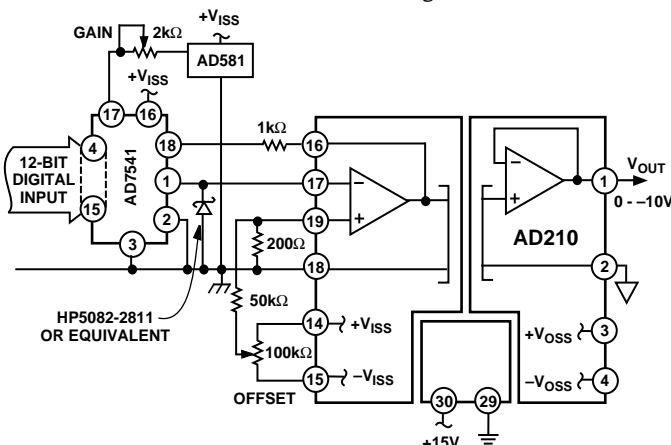 +VISS
GAIN
2kΩ
AD581
+VISS
17
16
4
18
1kΩ
16
12-BIT
DIGITAL
INPUT
AD7541
1
17
–
–
1
VOUT
0 - –10V
15
2
19
+
+
AD210
200Ω
3
18
2
50kΩ
HP5082-2811
OR EQUIVALENT
14
+VISS
+VOSS
3
100kΩ
15
–VISS
–VOSS
4
OFFSET
30
29
+15V